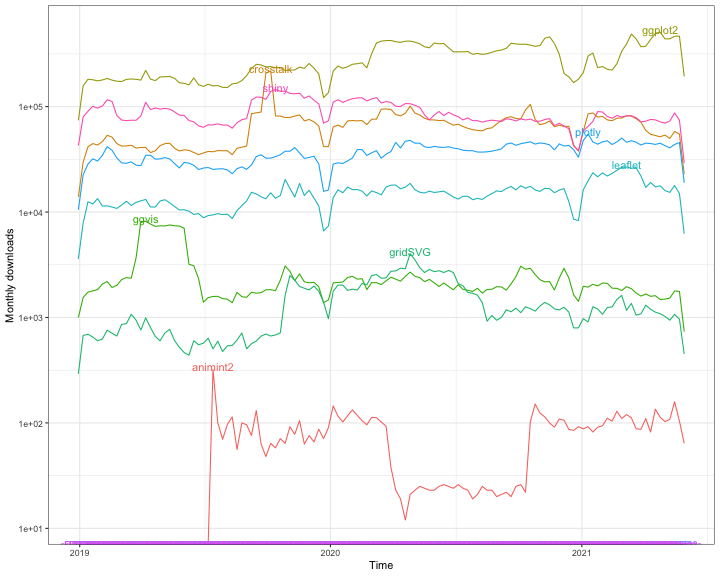 ggplot2
crosstalk
shiny
plotly
leaflet
ggvis
gridSVG
animint2
1e+05
1e+04
1e+03
1e+02
1e+01
Monthly downloads
2019
2020
2021
Time